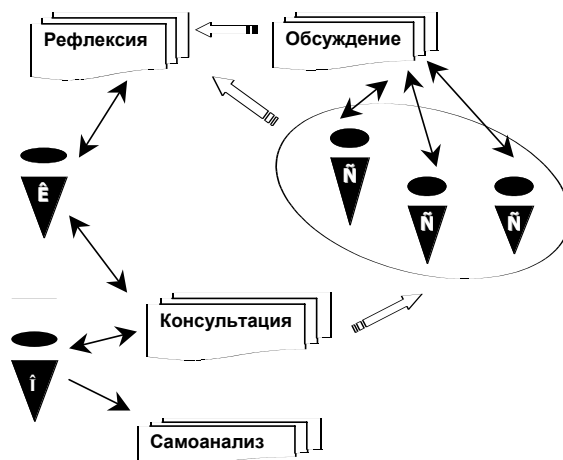 Рефлексия
Обсуждение
Ñ
Ê
Ñ
Ñ
Консультация
Î
Самоанализ